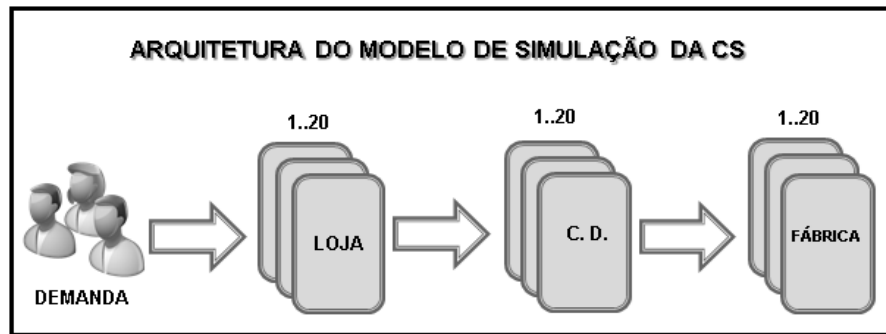 ARQUITETURA DO MODELO DE SIMULAÇÃO DA CS
1..20
1..20
1..20
LOJA
C. D.
FÁBRICA
DEMANDA